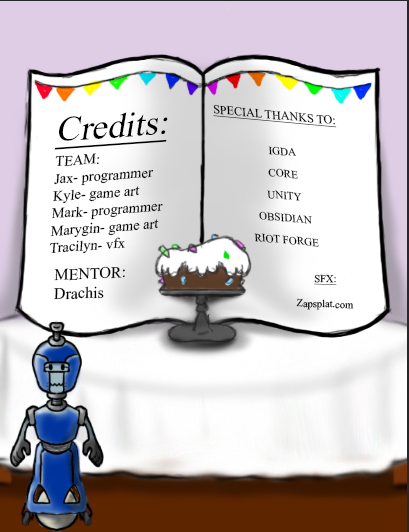 Credits:
TEAM:
Jax- programmer
Kyle- game art
Mark- programmer
Marygin- game art
Tracilyn- vfx
MENTOR:
Drachis
SPECIAL THANKS TO:
IGDA
CORE
UNITY
OBSIDIAN
RIOT FORGE
SFX:
Zapsplat.com